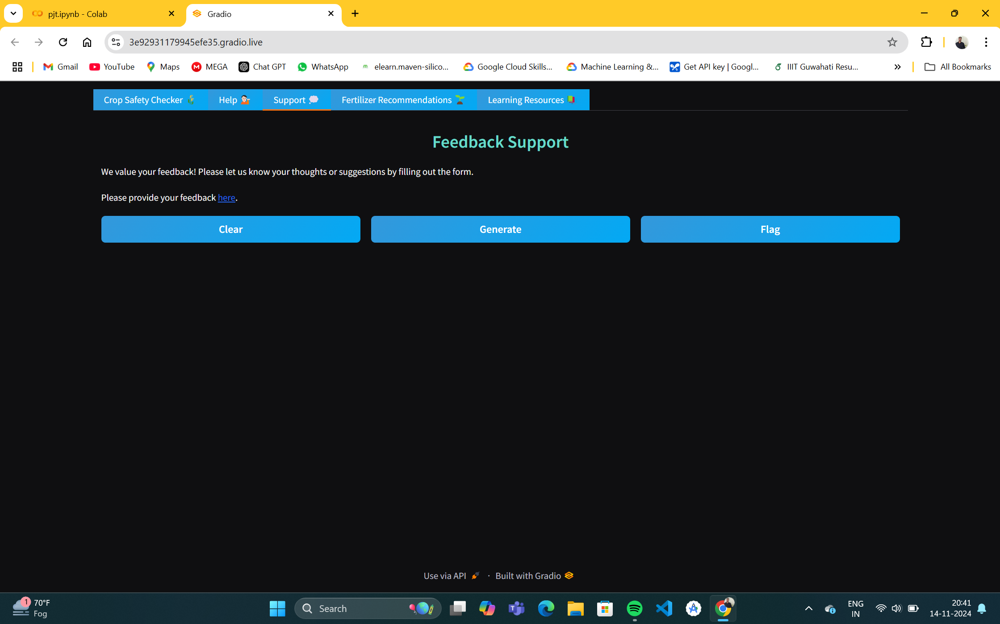 pjt.ipynb - Colab
Gradio
3e92931179945efe35.gradio.live
Gmail YouTube Maps MEGA Chat GPT WhatsApp elearn.maven-silico... Google Cloud Skills... Machine Learning &... Get API key | Googl... IIIT Guwahati Resu... All Bookmarks
Crop Safety Checker Help Support Fertilizer Recommendations Learning Resources
Feedback Support
We value your feedback! Please let us know your thoughts or suggestions by filling out the form.
Please provide your feedback here.
Clear Generate Flag
Use via API · Built with Gradio
1 70°F
Fog
Search
ENG
IN
20:41
14-11-2024